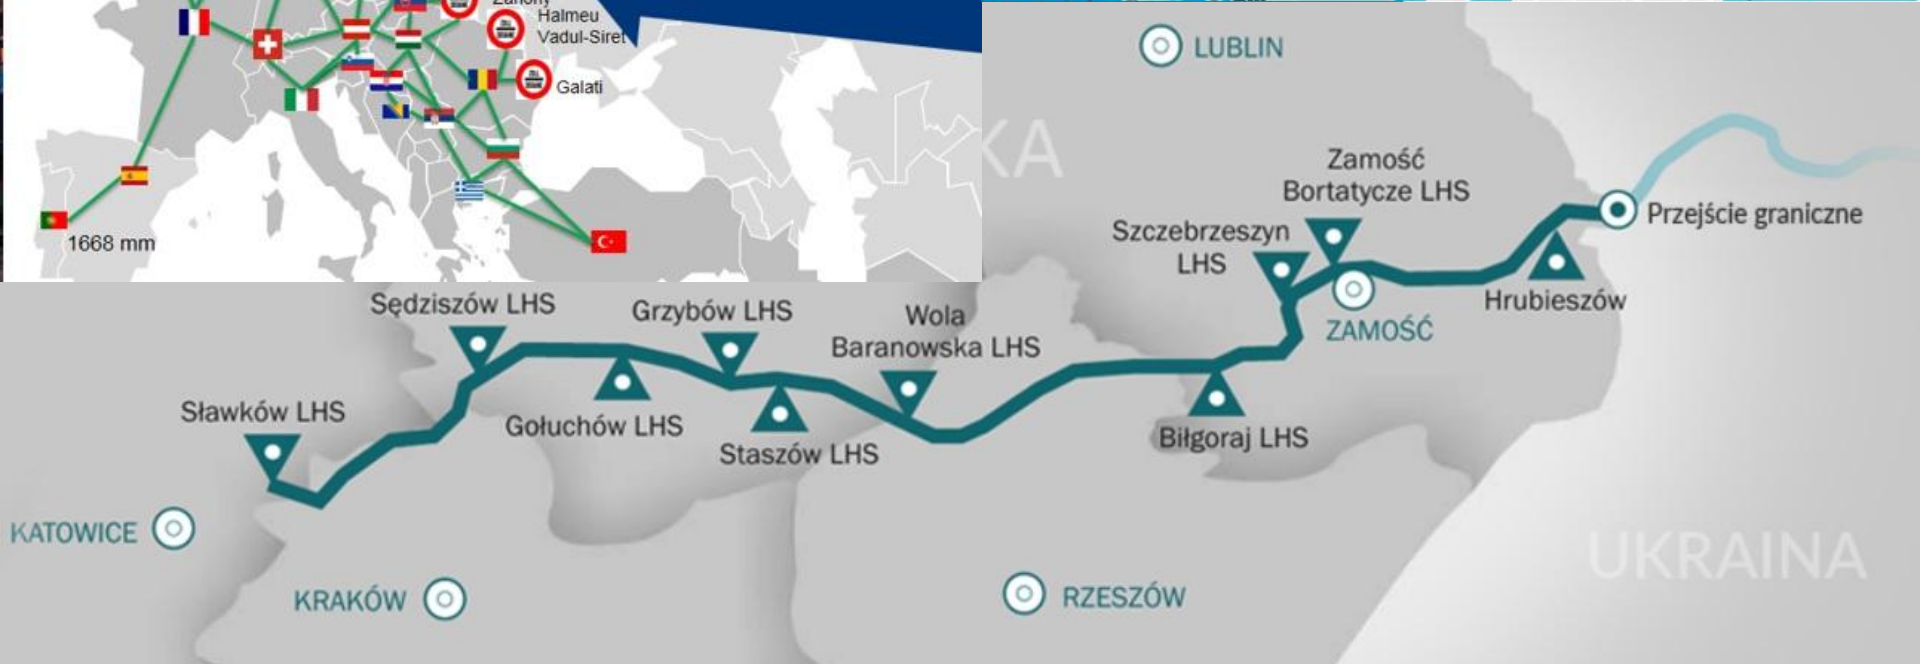 Halmeu
Vadul-Siret
Galati
1668 mm
LUBLIN
KA
Zamość
Bortatycze LHS
Szczebrzeszyn
LHS
Przejście graniczne
Hrubieszów
ZAMOŚĆ
Sędziszów LHS
Grzybów LHS
Wola
Baranowska LHS
Sławków LHS
Gołuchów LHS
Staszów LHS
Biłgoraj LHS
KATOWICE
KRAKÓW
RZESZÓW
UKRAINA